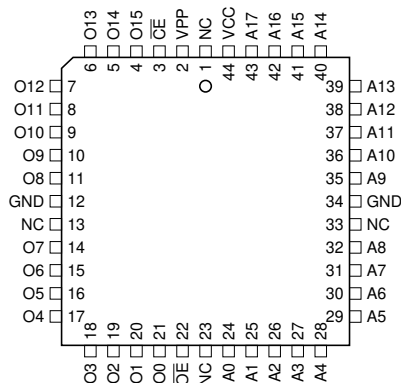 O13 O14 O15 C̅E̅ VPP NC VCC A17 A16 A15 A14
6 5 4 3 2 1 44 43 42 41 40
O12 7
O11 8
O10 9
O9 10
O8 11
GND 12
NC 13
O7 14
O6 15
O5 16
O4 17
39 A13
38 A12
37 A11
36 A10
35 A9
34 GND
33 NC
32 A8
31 A7
30 A6
29 A5
18 19 20 21 22 23 24 25 26 27 28
O3 O2 O1 O0 O̅E̅ NC A0 A1 A2 A3 A4